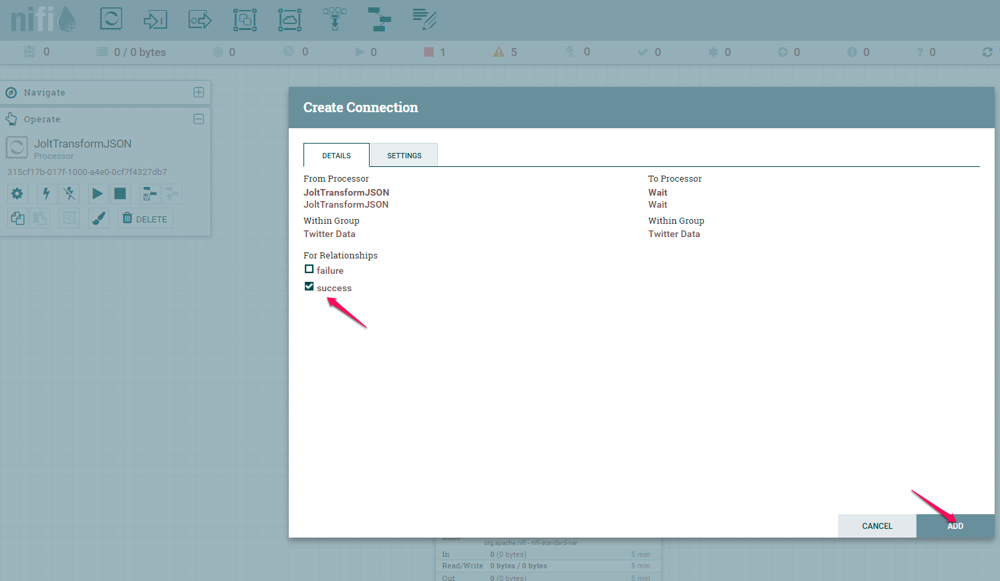 nifi
0 0 / 0 bytes 0 0 0 1 5 0 0 0 0 0 ? 0
Navigate
Operate
JoltTransformJSON
Processor
315cf17b-017f-1000-a4e0-0cf7f4327db7
DELETE
Create Connection
DETAILS SETTINGS
From Processor To Processor
JoltTransformJSON Wait
JoltTransformJSON Wait
Within Group Within Group
Twitter Data Twitter Data
For Relationships
failure
success
CANCEL ADD
org.apache.nifi - nifi-standard-nar
In 0 (0 bytes) 5 min
Read/Write 0 bytes / 0 bytes 5 min
Out 0 (0 bytes) 5 min